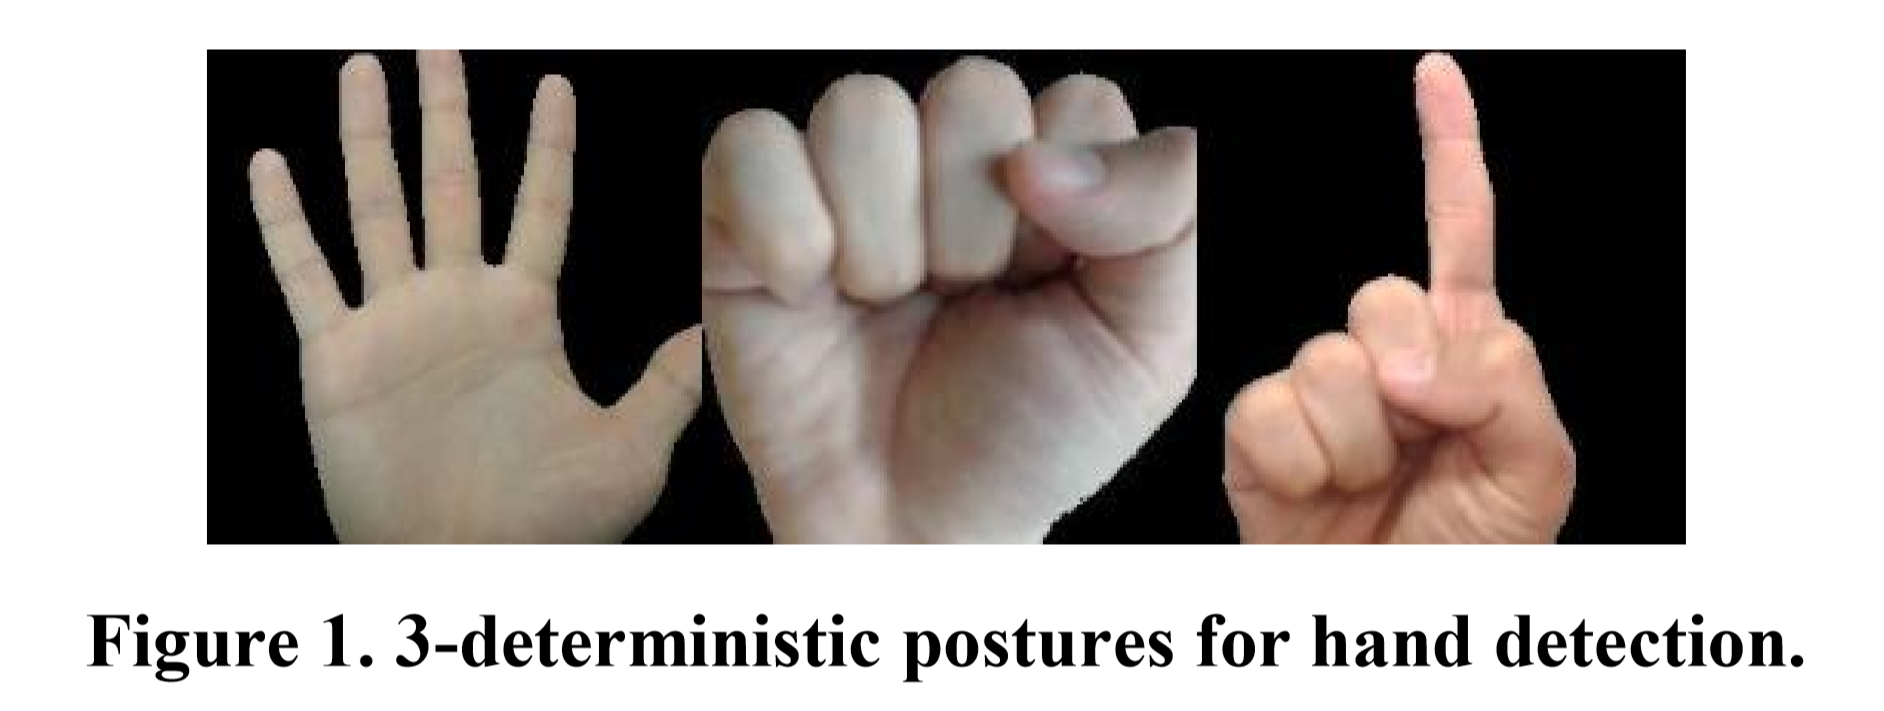 Figure 1. 3-deterministic postures for hand detection.